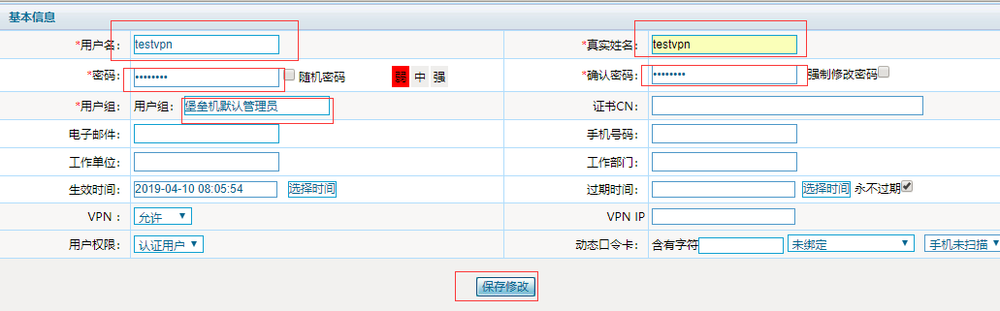 基本信息
*用户名： testvpn *真实姓名： testvpn
*密码： •••••••• 随机密码 弱 中 强 *确认密码： •••••••• 强制修改密码
*用户组： 用户组： 堡垒机默认管理员 证书CN：
电子邮件： 手机号码：
工作单位： 工作部门：
生效时间： 2019-04-10 08:05:54 选择时间 过期时间： 选择时间 永不过期
VPN ： 允许 VPN IP
用户权限： 认证用户 动态口令卡： 含有字符 未绑定 手机未扫描
保存修改